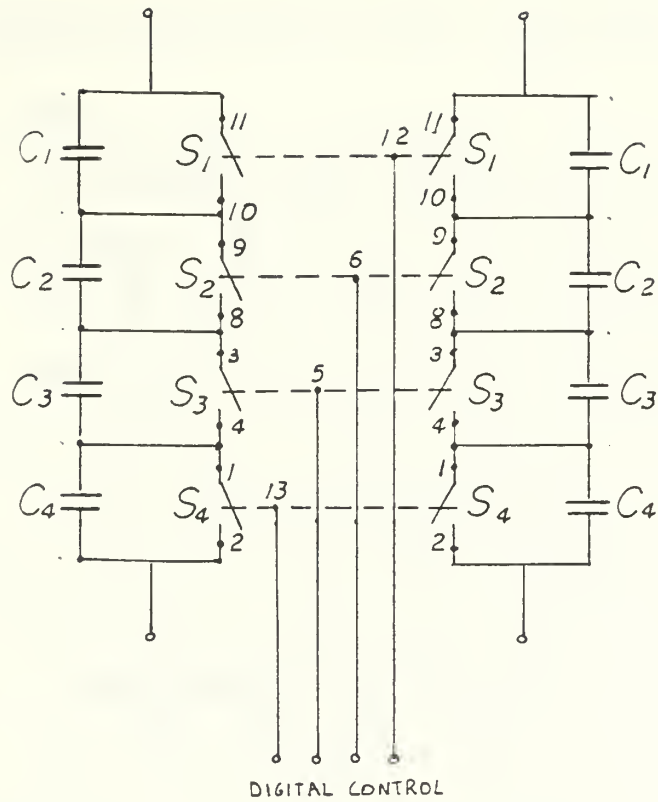 11 12 11
C1 S1 S1 C1
10 10
9 9
C2 S2 6 S2 C2
8 8
3 3
C3 S3 5 S3 C3
4 4
1 1
C4 S4 13 S4 C4
2 2
DIGITAL CONTROL